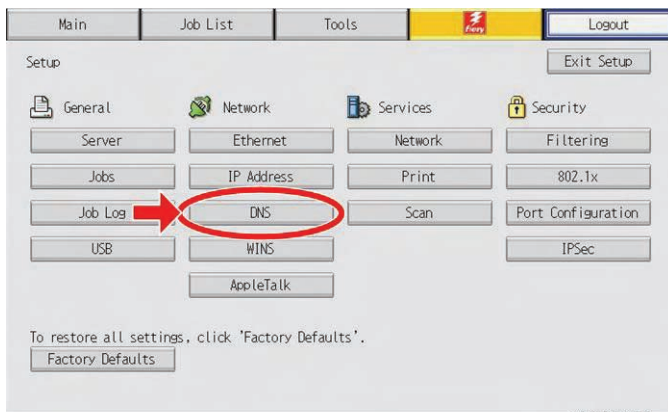 Main Job List Tools fiery Logout
Setup Exit Setup
General Network Services Security
Server Ethernet Network Filtering
Jobs IP Address Print 802.1x
Job Log DNS Scan Port Configuration
USB WINS IPSec
AppleTalk
To restore all settings, click 'Factory Defaults'.
Factory Defaults